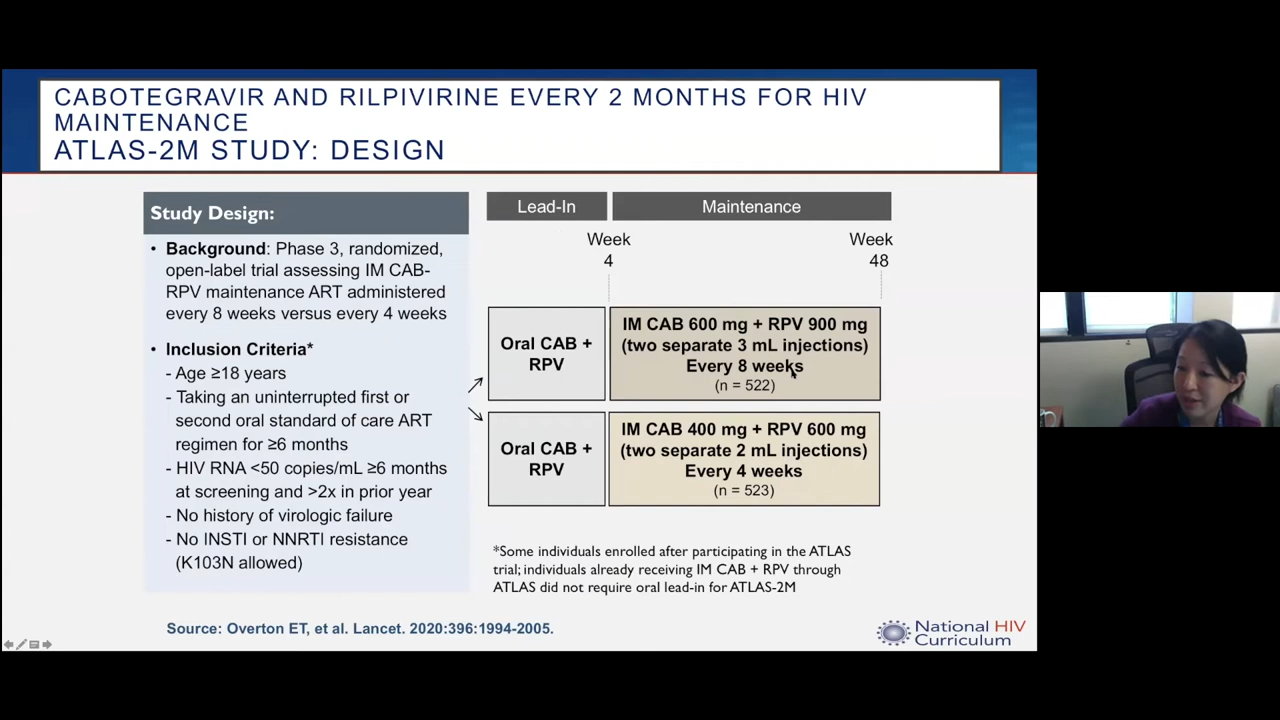 CABOTEGRAVIR AND RILPIVIRINE EVERY 2 MONTHS FOR HIV
MAINTENANCE
ATLAS-2M STUDY: DESIGN
Study Design:
• Background: Phase 3, randomized,
open-label trial assessing IM CAB-
RPV maintenance ART administered
every 8 weeks versus every 4 weeks
• Inclusion Criteria*
- Age ≥18 years
- Taking an uninterrupted first or
second oral standard of care ART
regimen for ≥6 months
- HIV RNA <50 copies/mL ≥6 months
at screening and >2x in prior year
- No history of virologic failure
- No INSTI or NNRTI resistance
(K103N allowed)
Lead-In
Maintenance
Week
4
Week
48
Oral CAB +
RPV
IM CAB 600 mg + RPV 900 mg
(two separate 3 mL injections)
Every 8 weeks
(n = 522)
Oral CAB +
RPV
IM CAB 400 mg + RPV 600 mg
(two separate 2 mL injections)
Every 4 weeks
(n = 523)
*Some individuals enrolled after participating in the ATLAS
trial; individuals already receiving IM CAB + RPV through
ATLAS did not require oral lead-in for ATLAS-2M
Source: Overton ET, et al. Lancet. 2020:396:1994-2005.
National HIV
Curriculum